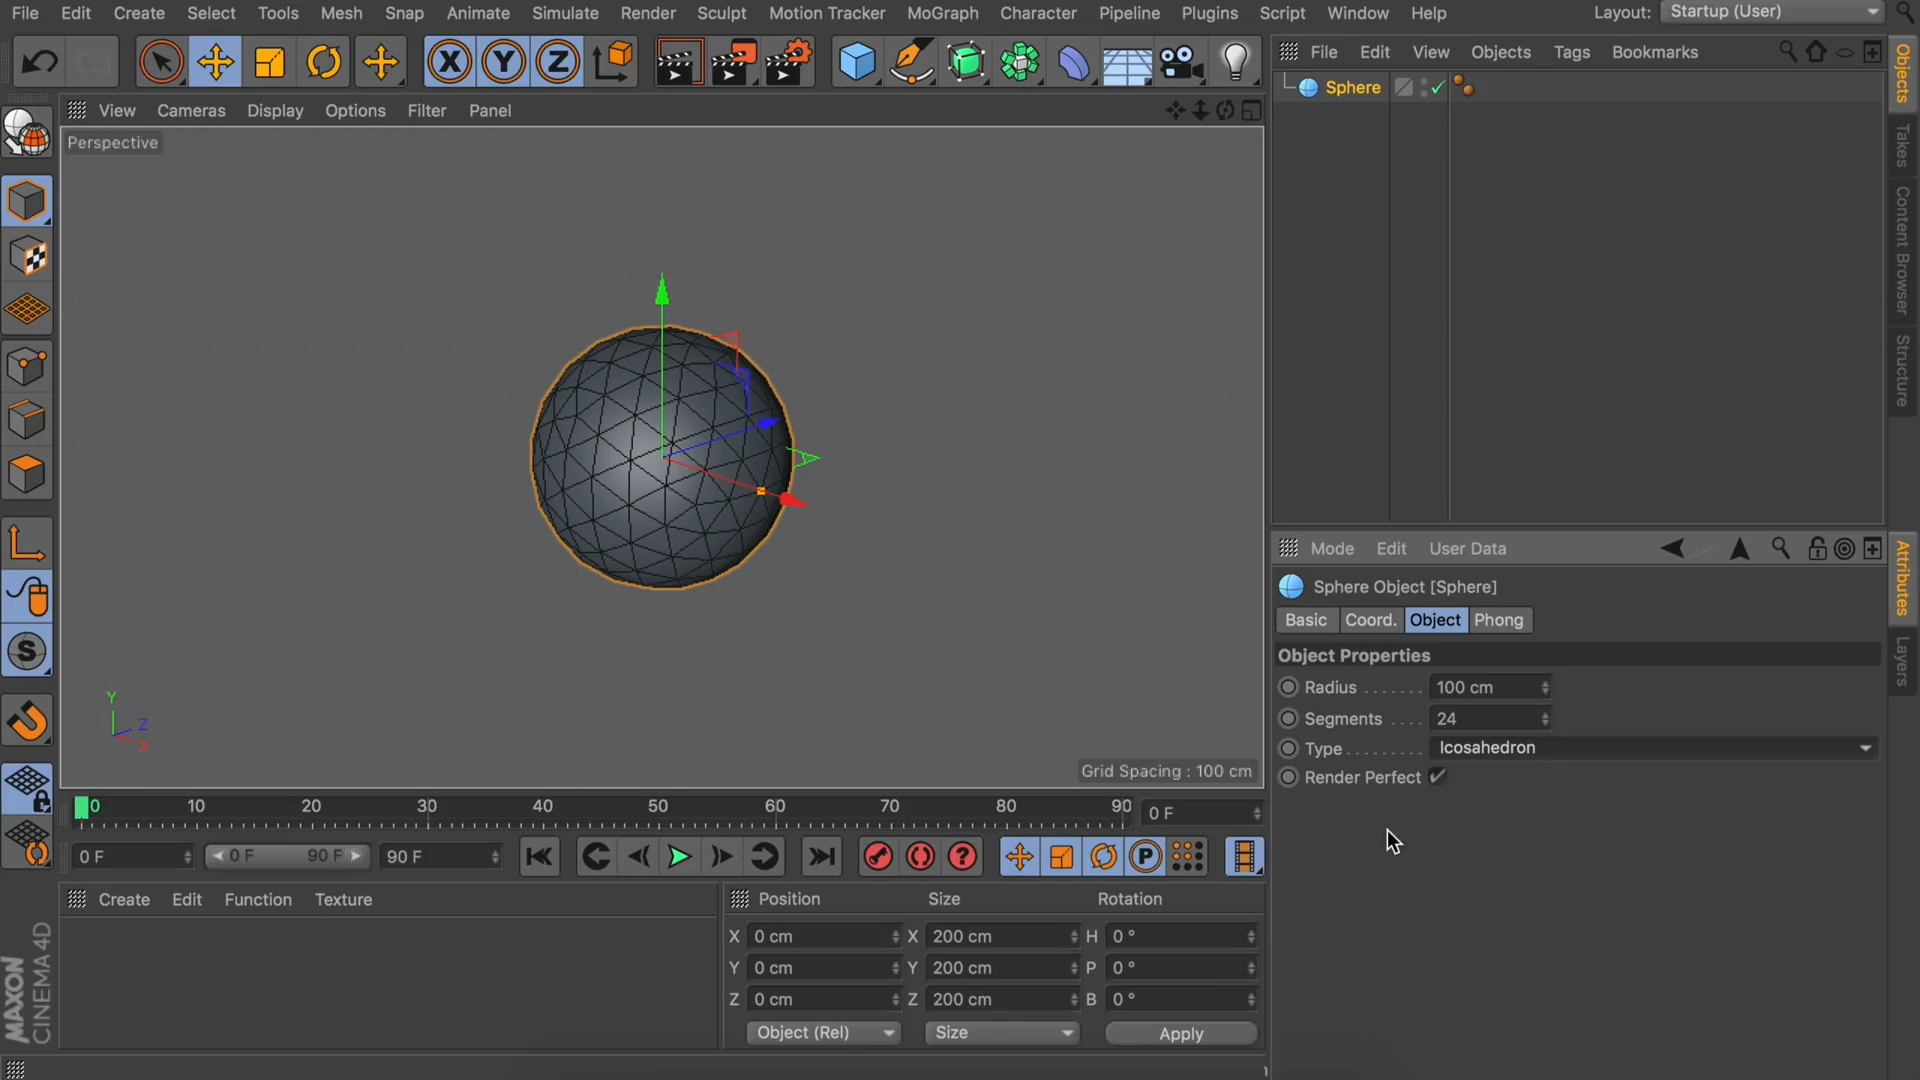 File Edit Create Select Tools Mesh Snap Animate Simulate Render Sculpt Motion Tracker MoGraph Character Pipeline Plugins Script Window Help Layout: Startup (User)
X Y Z
File Edit View Objects Tags Bookmarks
Sphere
View Cameras Display Options Filter Panel
Perspective
Y
Z
X
Grid Spacing : 100 cm
S
Objects
Takes
Content Browser
Structure
Mode Edit User Data
Sphere Object [Sphere]
Basic Coord. Object Phong
Object Properties
Radius . . . . . . . 100 cm
Segments . . . . 24
Type . . . . . . . . . Icosahedron
Render Perfect
Attributes
Layers
0 10 20 30 40 50 60 70 80 90 0 F
0 F 0 F 90 F 90 F
? P
Create Edit Function Texture
Position Size Rotation
X 0 cm X 200 cm H 0 °
Y 0 cm Y 200 cm P 0 °
Z 0 cm Z 200 cm B 0 °
Object (Rel) Size Apply
MAXON
CINEMA 4D